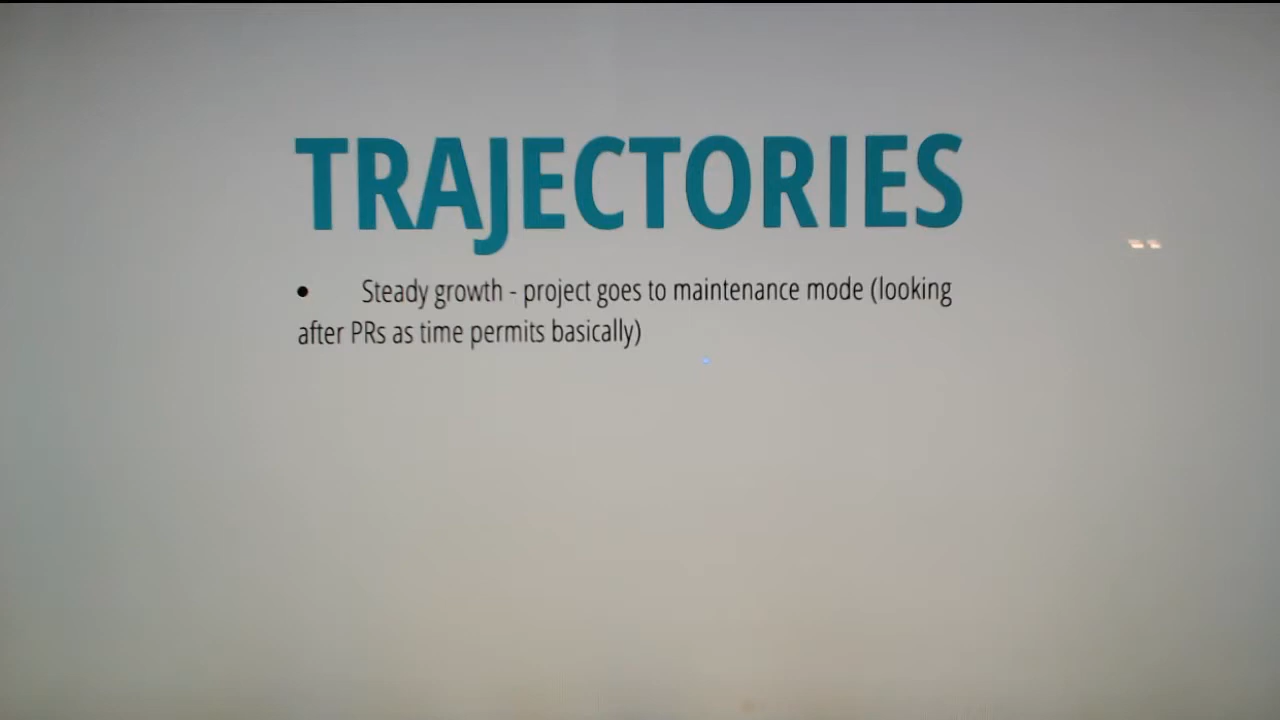 TRAJECTORIES
• Steady growth - project goes to maintenance mode (looking
after PRs as time permits basically)